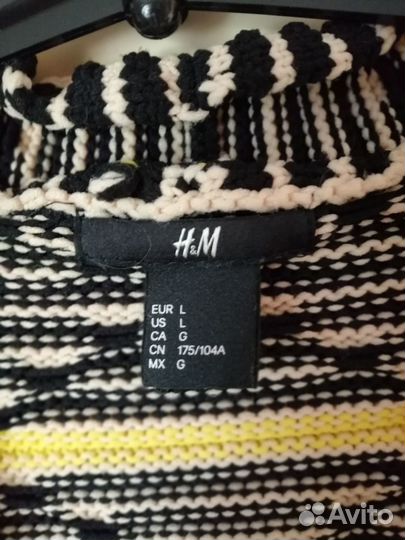 H&M
EUR L
US L
CA G
CN 175/104A
MX G
Avito